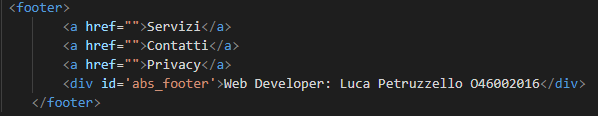 <footer>
<a href="">Servizi</a>
<a href="">Contatti</a>
<a href="">Privacy</a>
<div id='abs_footer'>Web Developer: Luca Petruzzello O46002016</div>
</footer>